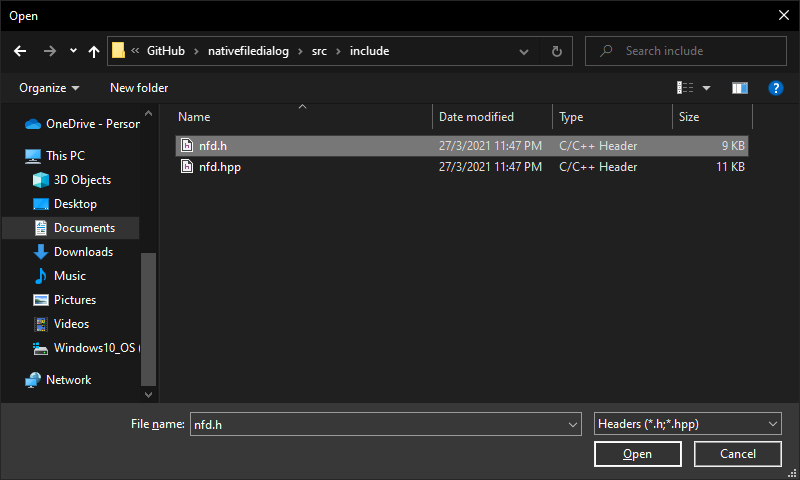 Open
« GitHub › nativefiledialog › src › include
Search include
Organize
New folder
Name
Date modified
Type
Size
OneDrive - Person
This PC
3D Objects
Desktop
Documents
Downloads
Music
Pictures
Videos
Windows10_OS (
Network
nfd.h 27/3/2021 11:47 PM C/C++ Header 9 KB
nfd.hpp 27/3/2021 11:47 PM C/C++ Header 11 KB
File name: nfd.h
Headers (*.h;*.hpp)
Open
Cancel